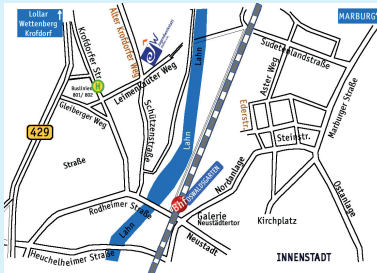 Lollar
Wettenberg
Krofdorf
MARBURG
Krofdorfer Str.
Alter Krofdorfer Weg
Lahn
Sudetenlandstraße
H
Buslinien
801/ 802
Leimenkauter Weg
Gleiberger Weg
Aster Weg
Ederstr.
Marburger Straße
429
Schützenstraße
Lahn
Steinstr.
Straße
Bhf
OSWALDSGARTEN
Nordanlage
Ostanlage
Rodheimer Straße
Galerie
Neustädtertor
Kirchplatz
Lahn
Neustadt
Heuchelheimer Straße
INNENSTADT